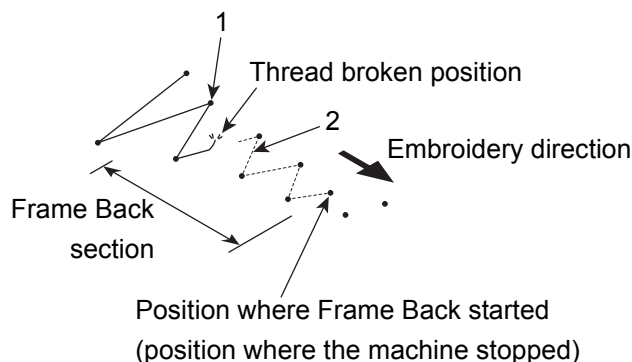 1
Thread broken position
2
Embroidery direction
Frame Back
section
Position where Frame Back started
(position where the machine stopped)